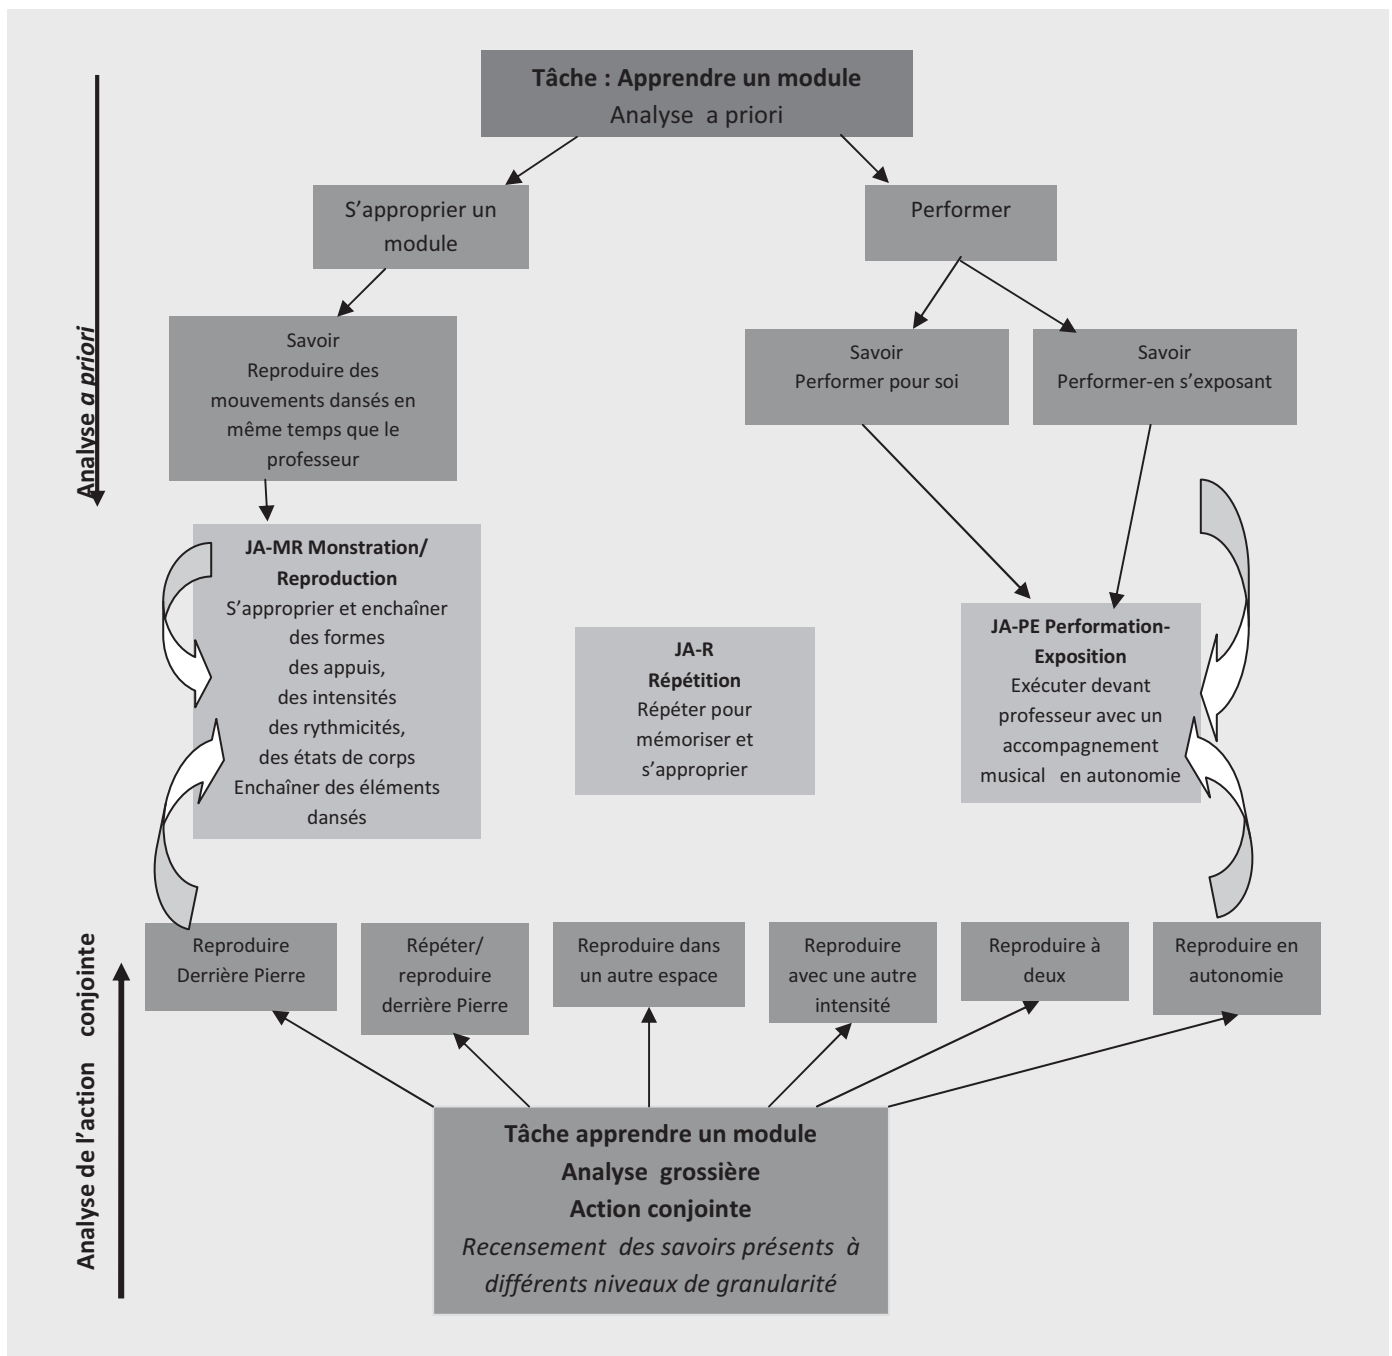 Tâche : Apprendre un module
Analyse a priori
S'approprier un
module
Performer
Analyse a priori
Savoir
Reproduire des
mouvements dansés en
même temps que le
professeur
Savoir
Performer pour soi
Savoir
Performer-en s'exposant
JA-MR Monstration/
Reproduction
S'approprier et enchaîner
des formes
des appuis,
des intensités
des rythmicités,
des états de corps
Enchaîner des éléments
dansés
JA-R
Répétition
Répéter pour
mémoriser et
s'approprier
JA-PE Performation-
Exposition
Exécuter devant
professeur avec un
accompagnement
musical en autonomie
Analyse de l'action conjointe
Reproduire
Derrière Pierre
Répéter/
reproduire
derrière Pierre
Reproduire dans
un autre espace
Reproduire
avec une autre
intensité
Reproduire à
deux
Reproduire en
autonomie
Tâche apprendre un module
Analyse grossière
Action conjointe
Recensement des savoirs présents à
différents niveaux de granularité